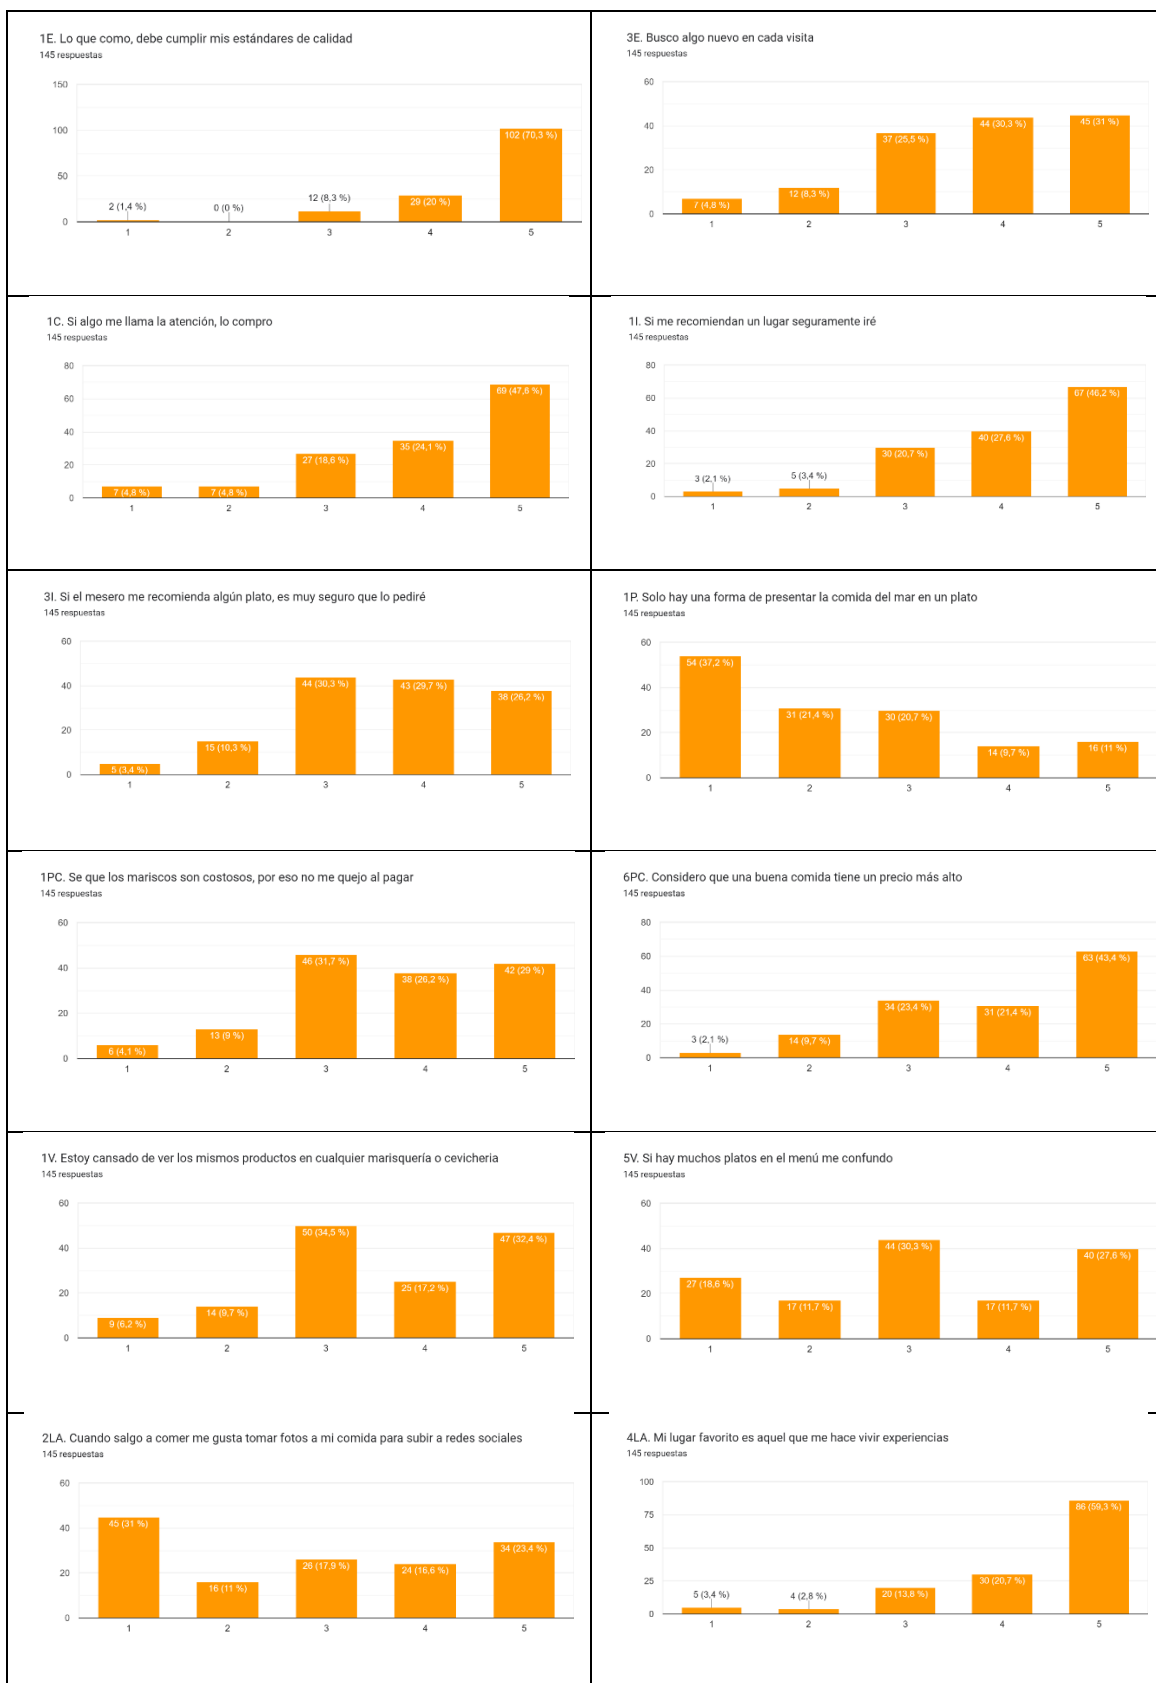 1E. Lo que como, debe cumplir mis estándares de calidad
145 respuestas
150
100
50
0
2 (1,4 %)
0 (0 %)
12 (8,3 %)
29 (20 %)
102 (70,3 %)
1 2 3 4 5
3E. Busco algo nuevo en cada visita
145 respuestas
60
40
20
0
7 (4,8 %)
12 (8,3 %)
37 (25,5 %)
44 (30,3 %)
45 (31 %)
1 2 3 4 5
1C. Si algo me llama la atención, lo compro
145 respuestas
80
60
40
20
0
7 (4,8 %)
7 (4,8 %)
27 (18,6 %)
35 (24,1 %)
69 (47,6 %)
1 2 3 4 5
1I. Si me recomiendan un lugar seguramente iré
145 respuestas
80
60
40
20
0
3 (2,1 %)
5 (3,4 %)
30 (20,7 %)
40 (27,6 %)
67 (46,2 %)
1 2 3 4 5
3I. Si el mesero me recomienda algún plato, es muy seguro que lo pediré
145 respuestas
60
40
20
0
5 (3,4 %)
15 (10,3 %)
44 (30,3 %)
43 (29,7 %)
38 (26,2 %)
1 2 3 4 5
1P. Solo hay una forma de presentar la comida del mar en un plato
145 respuestas
60
40
20
0
54 (37,2 %)
31 (21,4 %)
30 (20,7 %)
14 (9,7 %)
16 (11 %)
1 2 3 4 5
1PC. Se que los mariscos son costosos, por eso no me quejo al pagar
145 respuestas
60
40
20
0
6 (4,1 %)
13 (9 %)
46 (31,7 %)
38 (26,2 %)
42 (29 %)
1 2 3 4 5
6PC. Considero que una buena comida tiene un precio más alto
145 respuestas
80
60
40
20
0
3 (2,1 %)
14 (9,7 %)
34 (23,4 %)
31 (21,4 %)
63 (43,4 %)
1 2 3 4 5
1V. Estoy cansado de ver los mismos productos en cualquier marisquería o cevicheria
145 respuestas
60
40
20
0
9 (6,2 %)
14 (9,7 %)
50 (34,5 %)
25 (17,2 %)
47 (32,4 %)
1 2 3 4 5
5V. Si hay muchos platos en el menú me confundo
145 respuestas
60
40
20
0
27 (18,6 %)
17 (11,7 %)
44 (30,3 %)
17 (11,7 %)
40 (27,6 %)
1 2 3 4 5
2LA. Cuando salgo a comer me gusta tomar fotos a mi comida para subir a redes sociales
145 respuestas
60
40
20
0
45 (31 %)
16 (11 %)
26 (17,9 %)
24 (16,6 %)
34 (23,4 %)
1 2 3 4 5
4LA. Mi lugar favorito es aquel que me hace vivir experiencias
145 respuestas
100
75
50
25
0
5 (3,4 %)
4 (2,8 %)
20 (13,8 %)
30 (20,7 %)
86 (59,3 %)
1 2 3 4 5